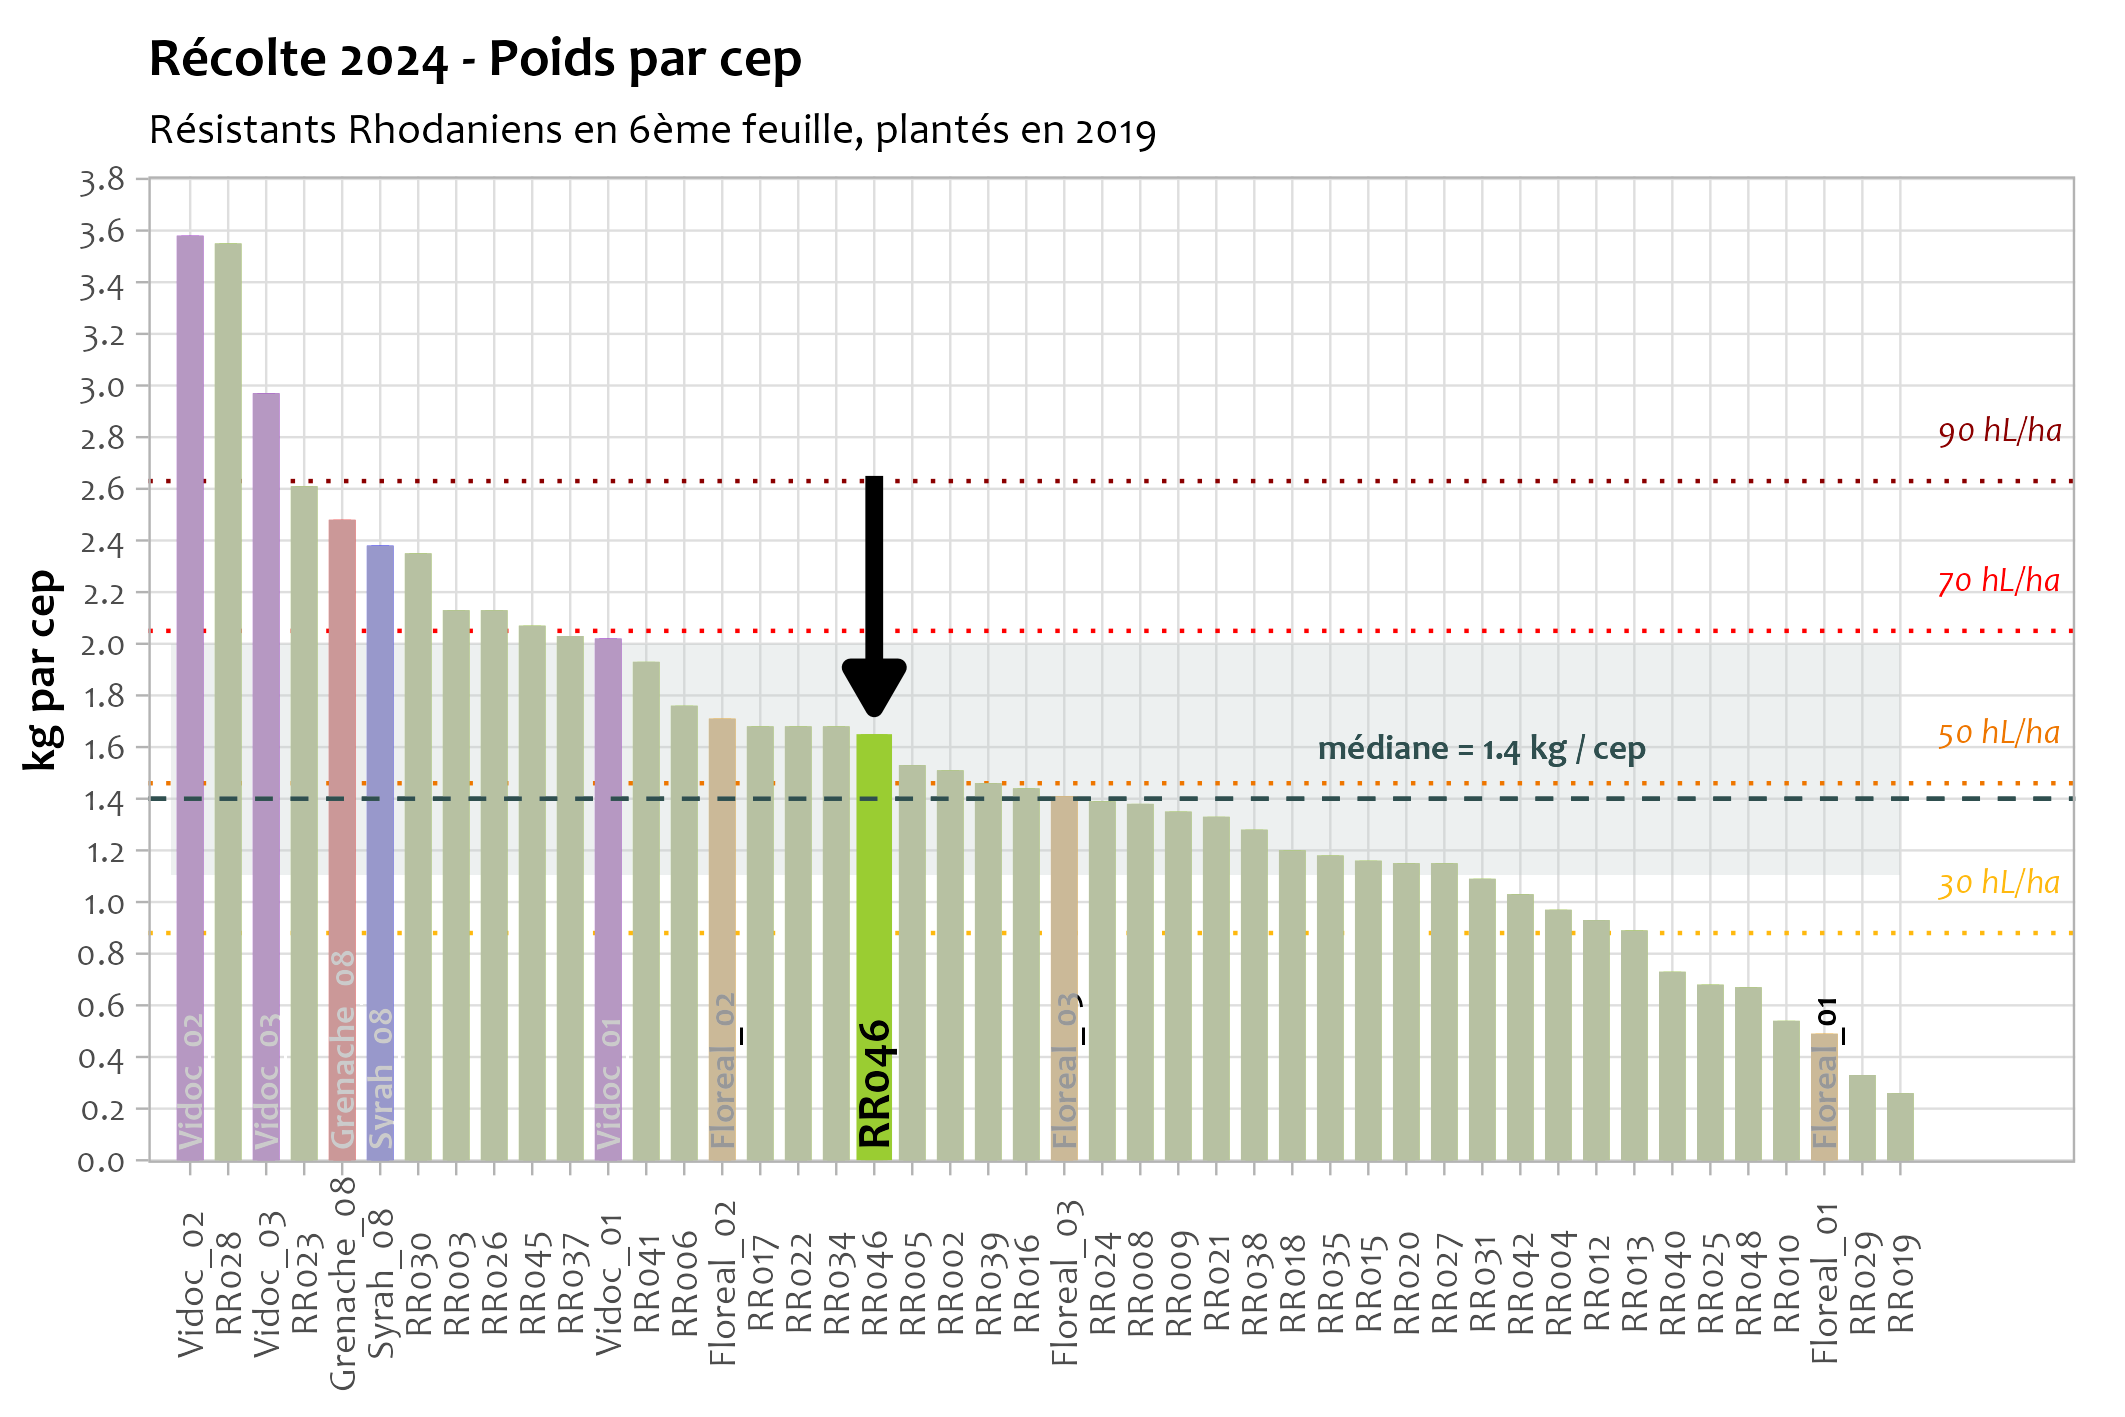 Récolte 2024 - Poids par cep
Résistants Rhodaniens en 6ème feuille, plantés en 2019
kg par cep
3.8
3.6
3.4
3.2
3.0
2.8
2.6
2.4
2.2
2.0
1.8
1.6
1.4
1.2
1.0
0.8
0.6
0.4
0.2
0.0
90 hL/ha
70 hL/ha
50 hL/ha
30 hL/ha
médiane = 1.4 kg / cep
Vidoc_02
Vidoc_03
Grenache_08
Syrah_08
Vidoc_01
Floreal_02
RR046
Floreal_03
Floreal_01
Vidoc_02
RR028
Vidoc_03
RR023
Grenache_08
Syrah_08
RR030
RR003
RR026
RR045
RR037
Vidoc_01
RR041
RR006
Floreal_02
RR017
RR022
RR034
RR046
RR005
RR002
RR039
RR016
Floreal_03
RR024
RR008
RR009
RR021
RR038
RR018
RR035
RR015
RR020
RR027
RR031
RR042
RR004
RR012
RR013
RR040
RR025
RR048
RR010
Floreal_01
RR029
RR019